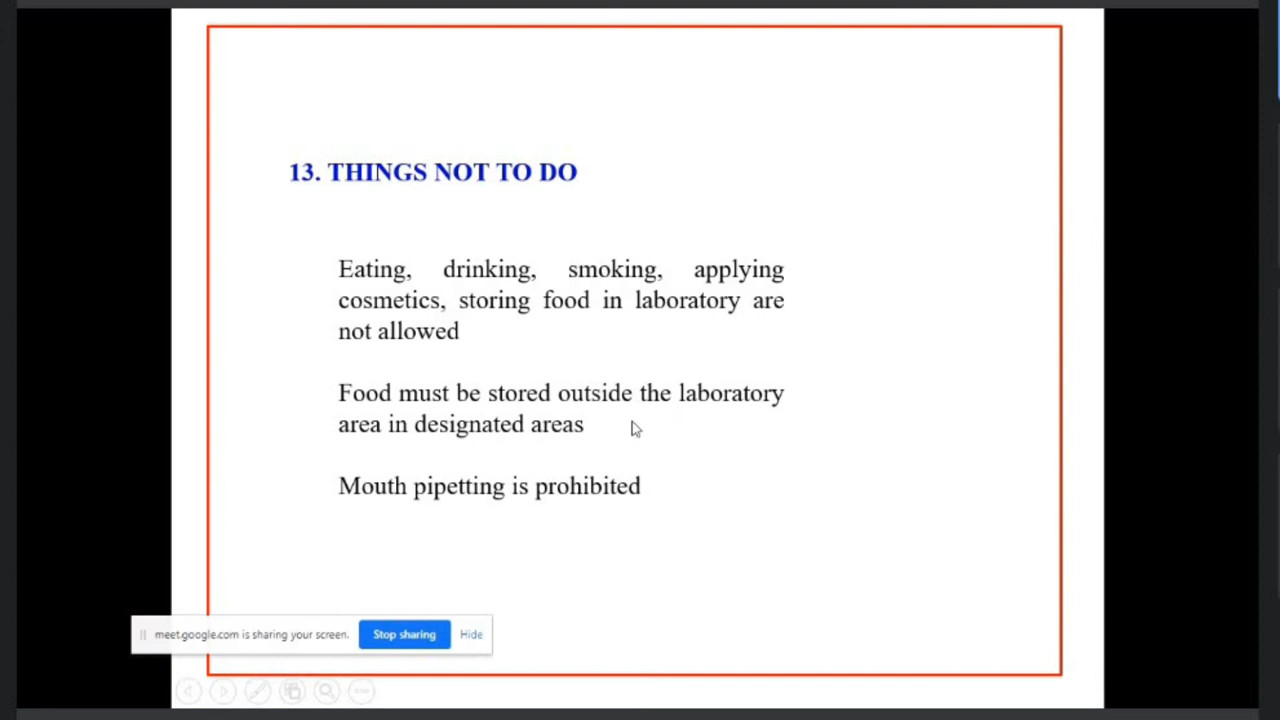 13. THINGS NOT TO DO
Eating, drinking, smoking, applying
cosmetics, storing food in laboratory are
not allowed
Food must be stored outside the laboratory
area in designated areas
Mouth pipetting is prohibited
meet.google.com is sharing your screen. Stop sharing Hide